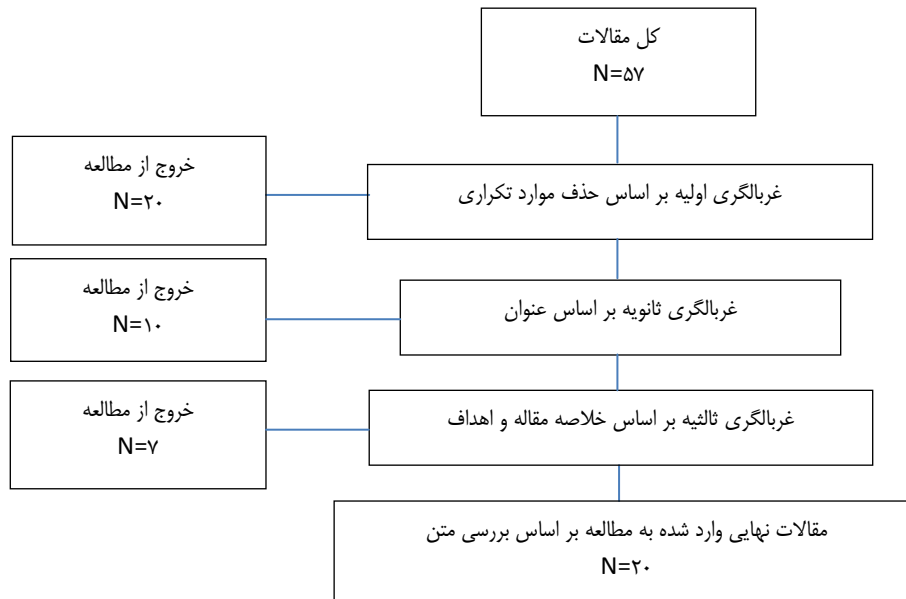 کل مقالات
N=۵۷
خروج از مطالعه
N=۲۰
غربالگری اولیه بر اساس حذف موارد تکراری
خروج از مطالعه
N=۱۰
غربالگری ثانویه بر اساس عنوان
خروج از مطالعه
N=۷
غربالگری ثالثیه بر اساس خلاصه مقاله و اهداف
مقالات نهایی وارد شده به مطالعه بر اساس بررسی متن
N=۲۰